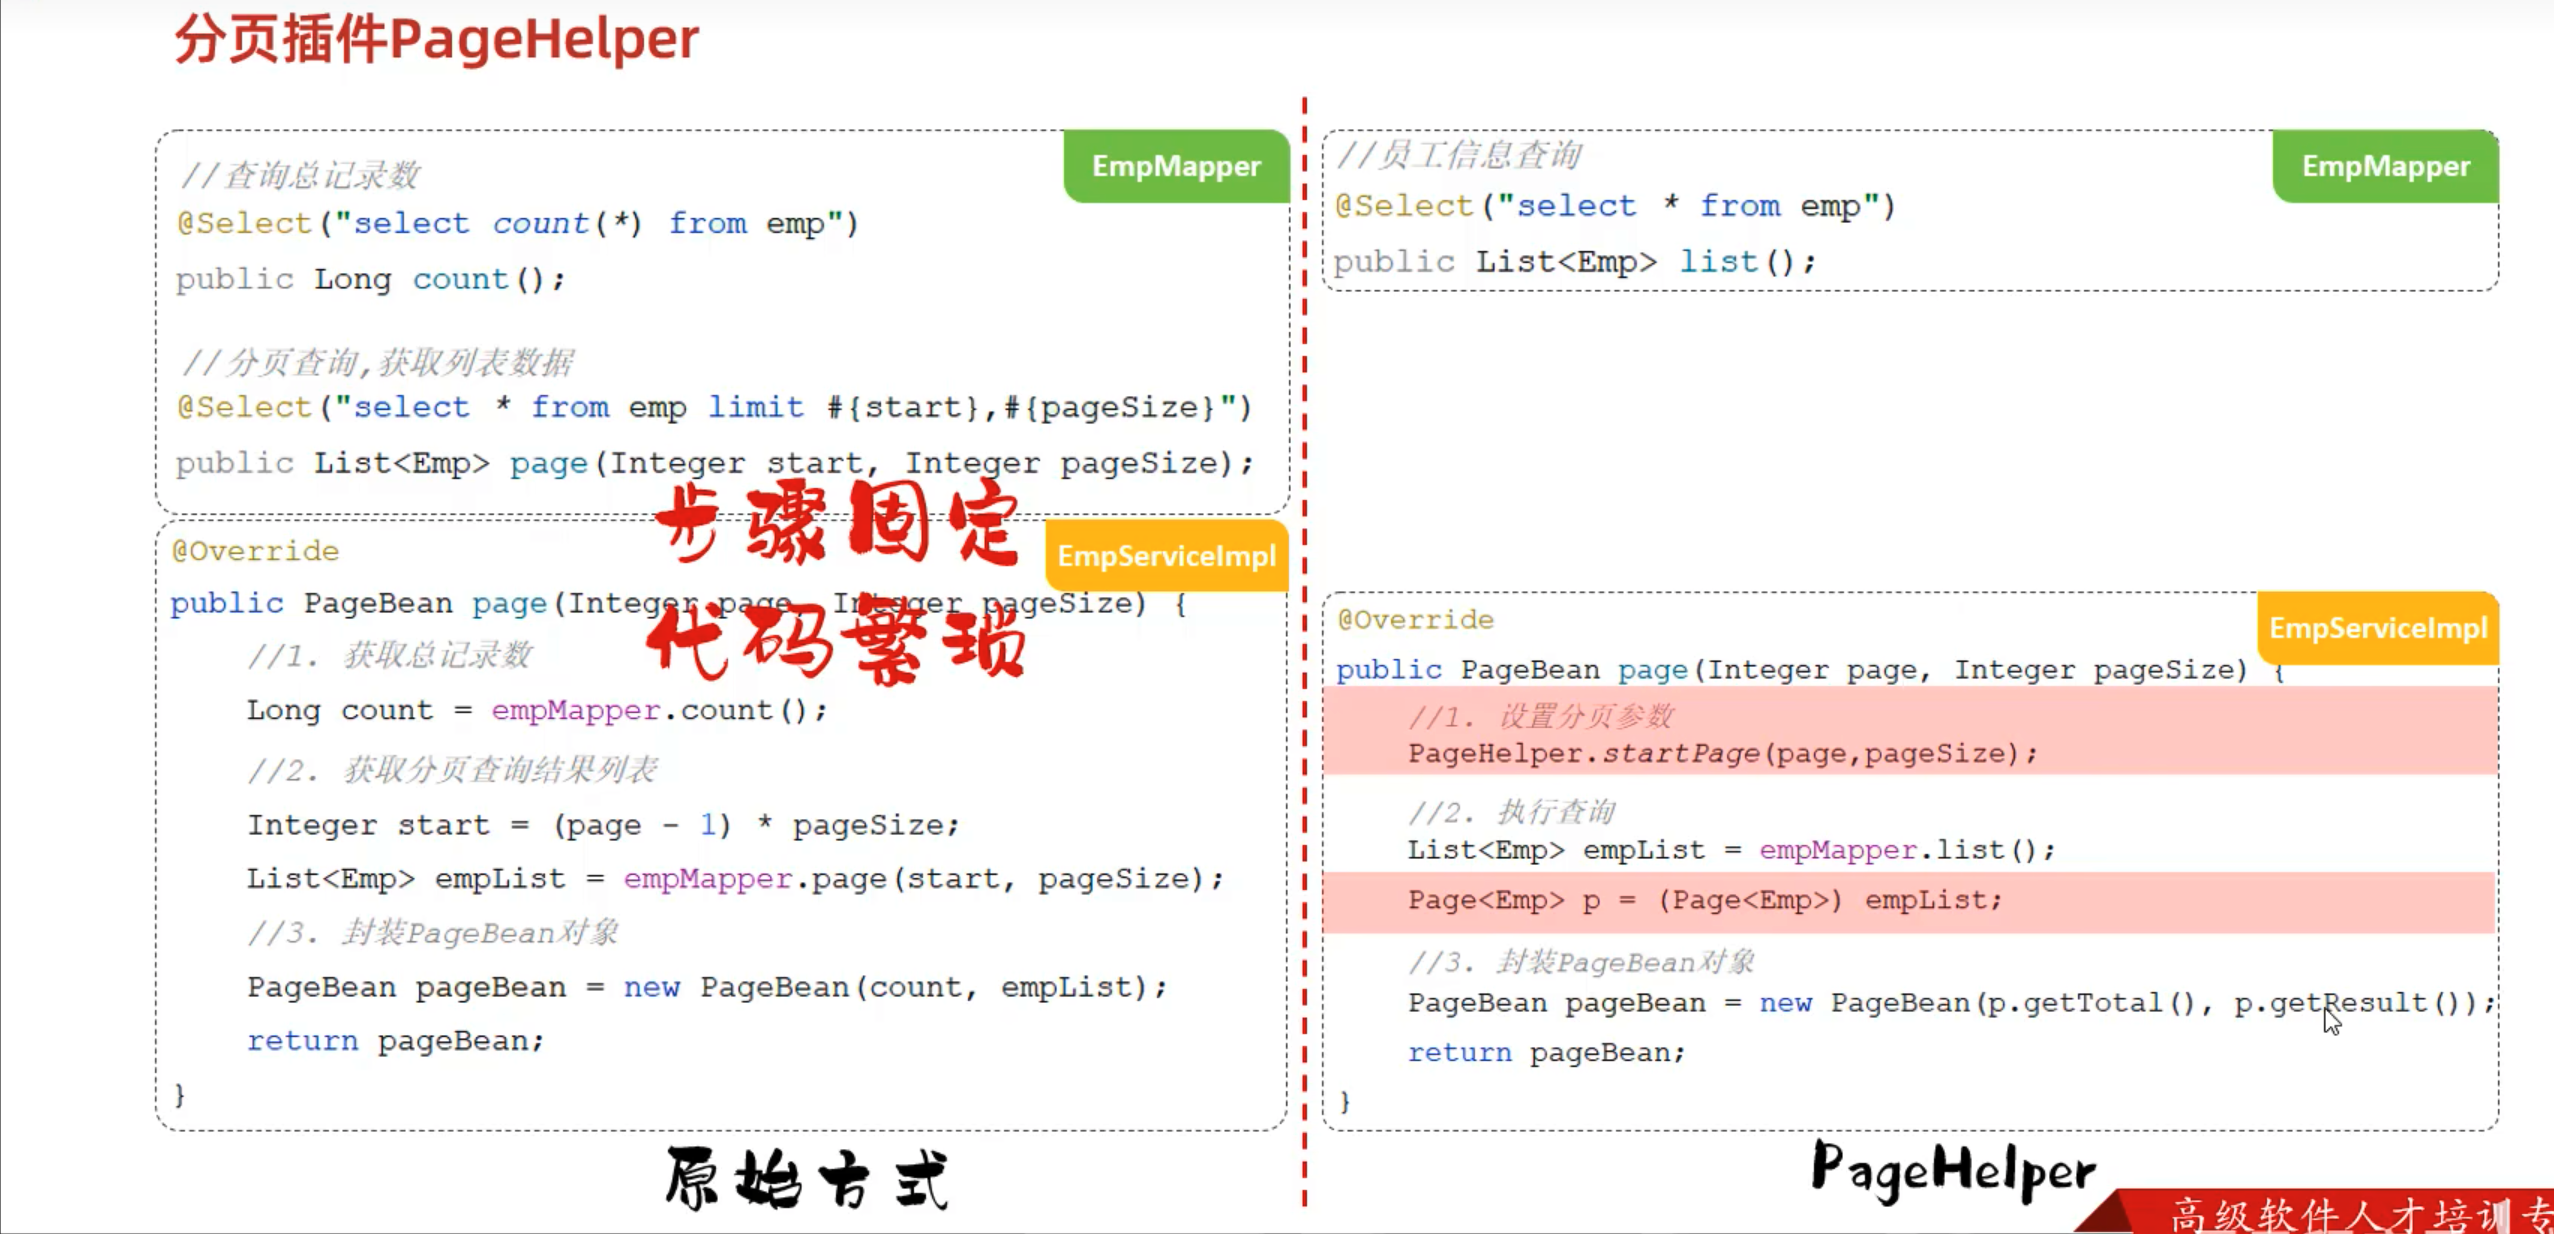 分页插件PageHelper
EmpMapper
//查询总记录数
@Select("select count(*) from emp")
public Long count();
//分页查询,获取列表数据
@Select("select * from emp limit #{start},#{pageSize}")
public List<Emp> page(Integer start, Integer pageSize);
步骤固定
代码繁琐
EmpServiceImpl
@Override
public PageBean page(Integer page, Integer pageSize) {
//1. 获取总记录数
Long count = empMapper.count();
//2. 获取分页查询结果列表
Integer start = (page - 1) * pageSize;
List<Emp> empList = empMapper.page(start, pageSize);
//3. 封装PageBean对象
PageBean pageBean = new PageBean(count, empList);
return pageBean;
}
原始方式
EmpMapper
//员工信息查询
@Select("select * from emp")
public List<Emp> list();
EmpServiceImpl
@Override
public PageBean page(Integer page, Integer pageSize) {
//1. 设置分页参数
PageHelper.startPage(page,pageSize);
//2. 执行查询
List<Emp> empList = empMapper.list();
Page<Emp> p = (Page<Emp>) empList;
//3. 封装PageBean对象
PageBean pageBean = new PageBean(p.getTotal(), p.getResult());
return pageBean;
}
PageHelper
高级软件人才培训专